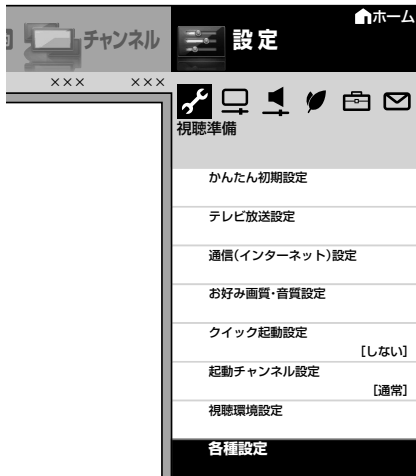 ホーム
チャンネル
設定
××× ×××
視聴準備
かんたん初期設定
テレビ放送設定
通信(インターネット)設定
お好み画質・音質設定
クイック起動設定
[しない]
起動チャンネル設定
[通常]
視聴環境設定
各種設定